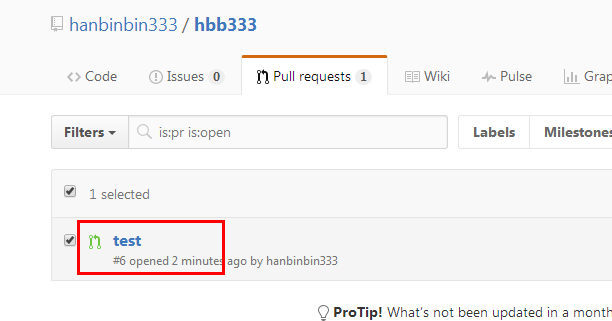 hanbinbin333 / hbb333
Code Issues 0 Pull requests 1 Wiki Pulse Grap
Filters is:pr is:open Labels Milestones
1 selected
test
#6 opened 2 minutes ago by hanbinbin333
ProTip! What's not been updated in a month